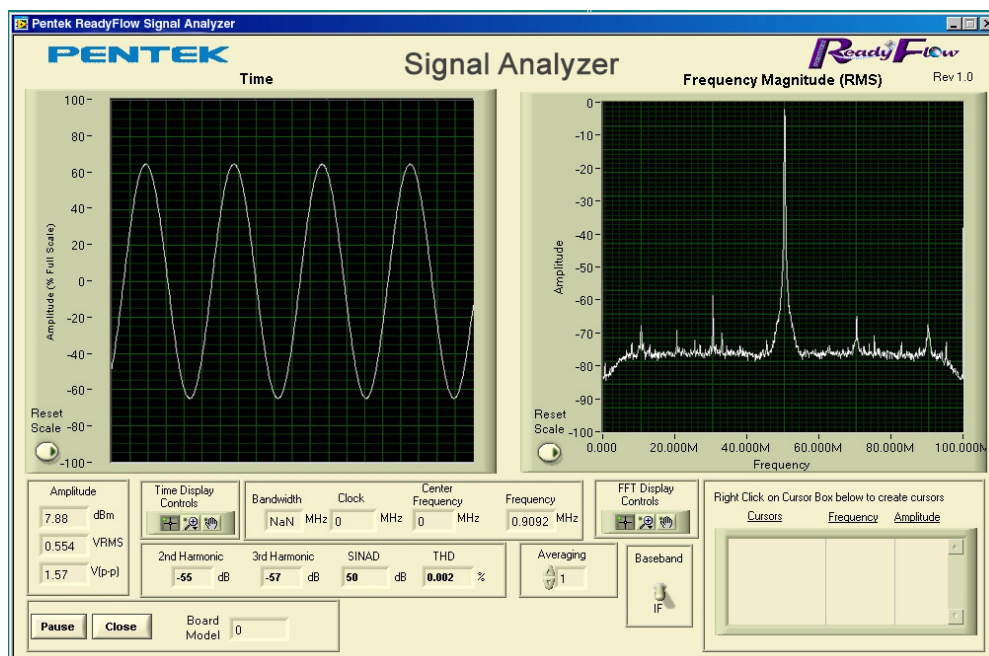 Pentek ReadyFlow Signal Analyzer
PENTEK
Signal Analyzer
ReadyFlow
Rev 1.0
Time
Frequency Magnitude (RMS)
Amplitude (% Full Scale)
100
80
60
40
20
0
-20
-40
-60
-80
-100
Reset
Scale
Amplitude
0
-10
-20
-30
-40
-50
-60
-70
-80
-90
-100
Reset
Scale
0.000 20.000M 40.000M 60.000M 80.000M 100.000M
Frequency
Amplitude
7.88 dBm
0.554 VRMS
1.57 V(p-p)
Time Display
Controls
Bandwidth Clock Center Frequency Frequency
NaN MHz 0 MHz 0 MHz 0.9092 MHz
FFT Display
Controls
2nd Harmonic 3rd Harmonic SINAD THD
-55 dB -57 dB 50 dB 0.002 %
Averaging
1
Baseband
IF
Right Click on Cursor Box below to create cursors
Cursors Frequency Amplitude
Pause Close
Board
Model 0